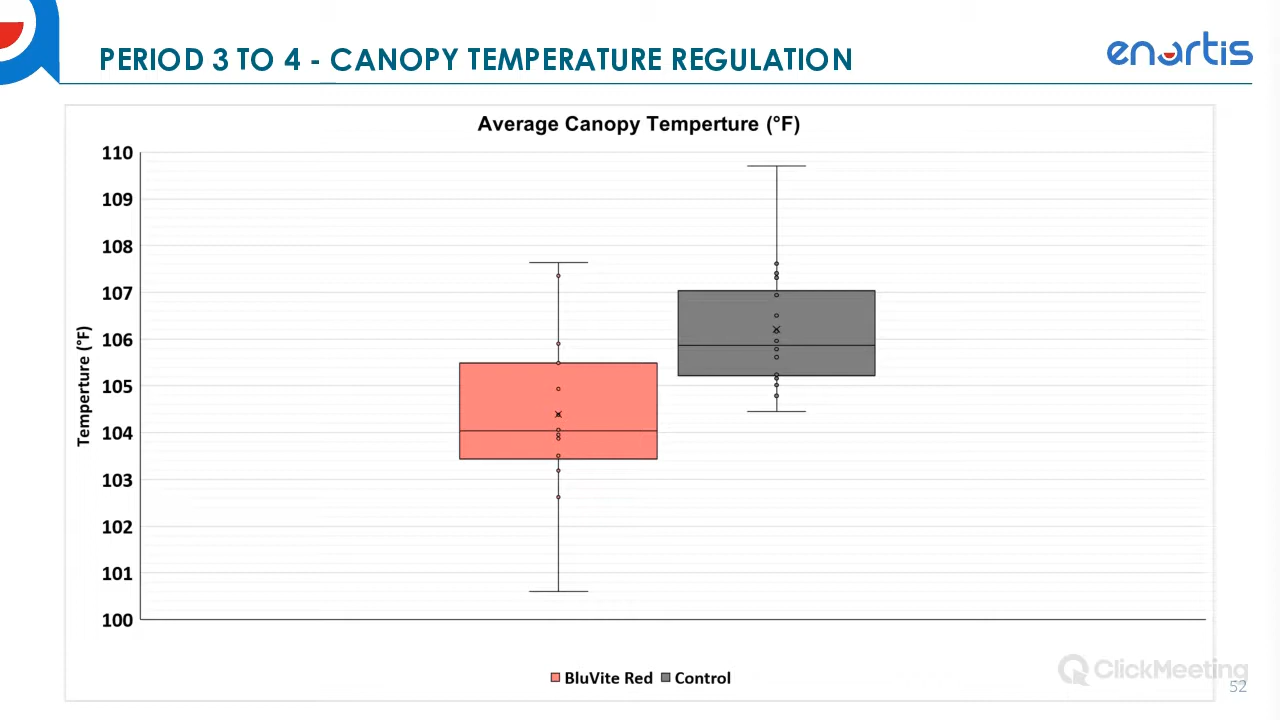 PERIOD 3 TO 4 - CANOPY TEMPERATURE REGULATION
enartis
Average Canopy Temperture (°F)
110
109
108
107
106
105
104
103
102
101
100
Temperture (°F)
BluVite Red Control
ClickMeeting
52